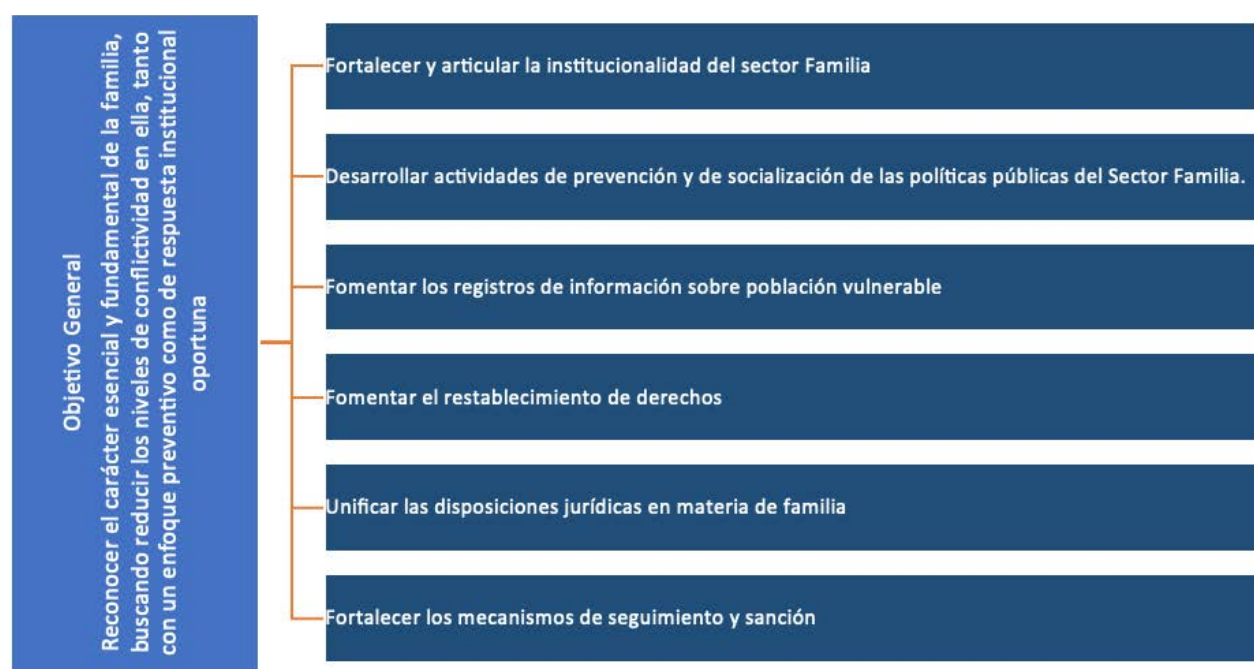 Objetivo General
Reconocer el carácter esencial y fundamental de la familia,
buscando reducir los niveles de conflictividad en ella, tanto
con un enfoque preventivo como de respuesta institucional
oportuna
Fortalecer y articular la institucionalidad del sector Familia
Desarrollar actividades de prevención y de socialización de las políticas públicas del Sector Familia.
Fomentar los registros de información sobre población vulnerable
Fomentar el restablecimiento de derechos
Unificar las disposiciones jurídicas en materia de familia
Fortalecer los mecanismos de seguimiento y sanción